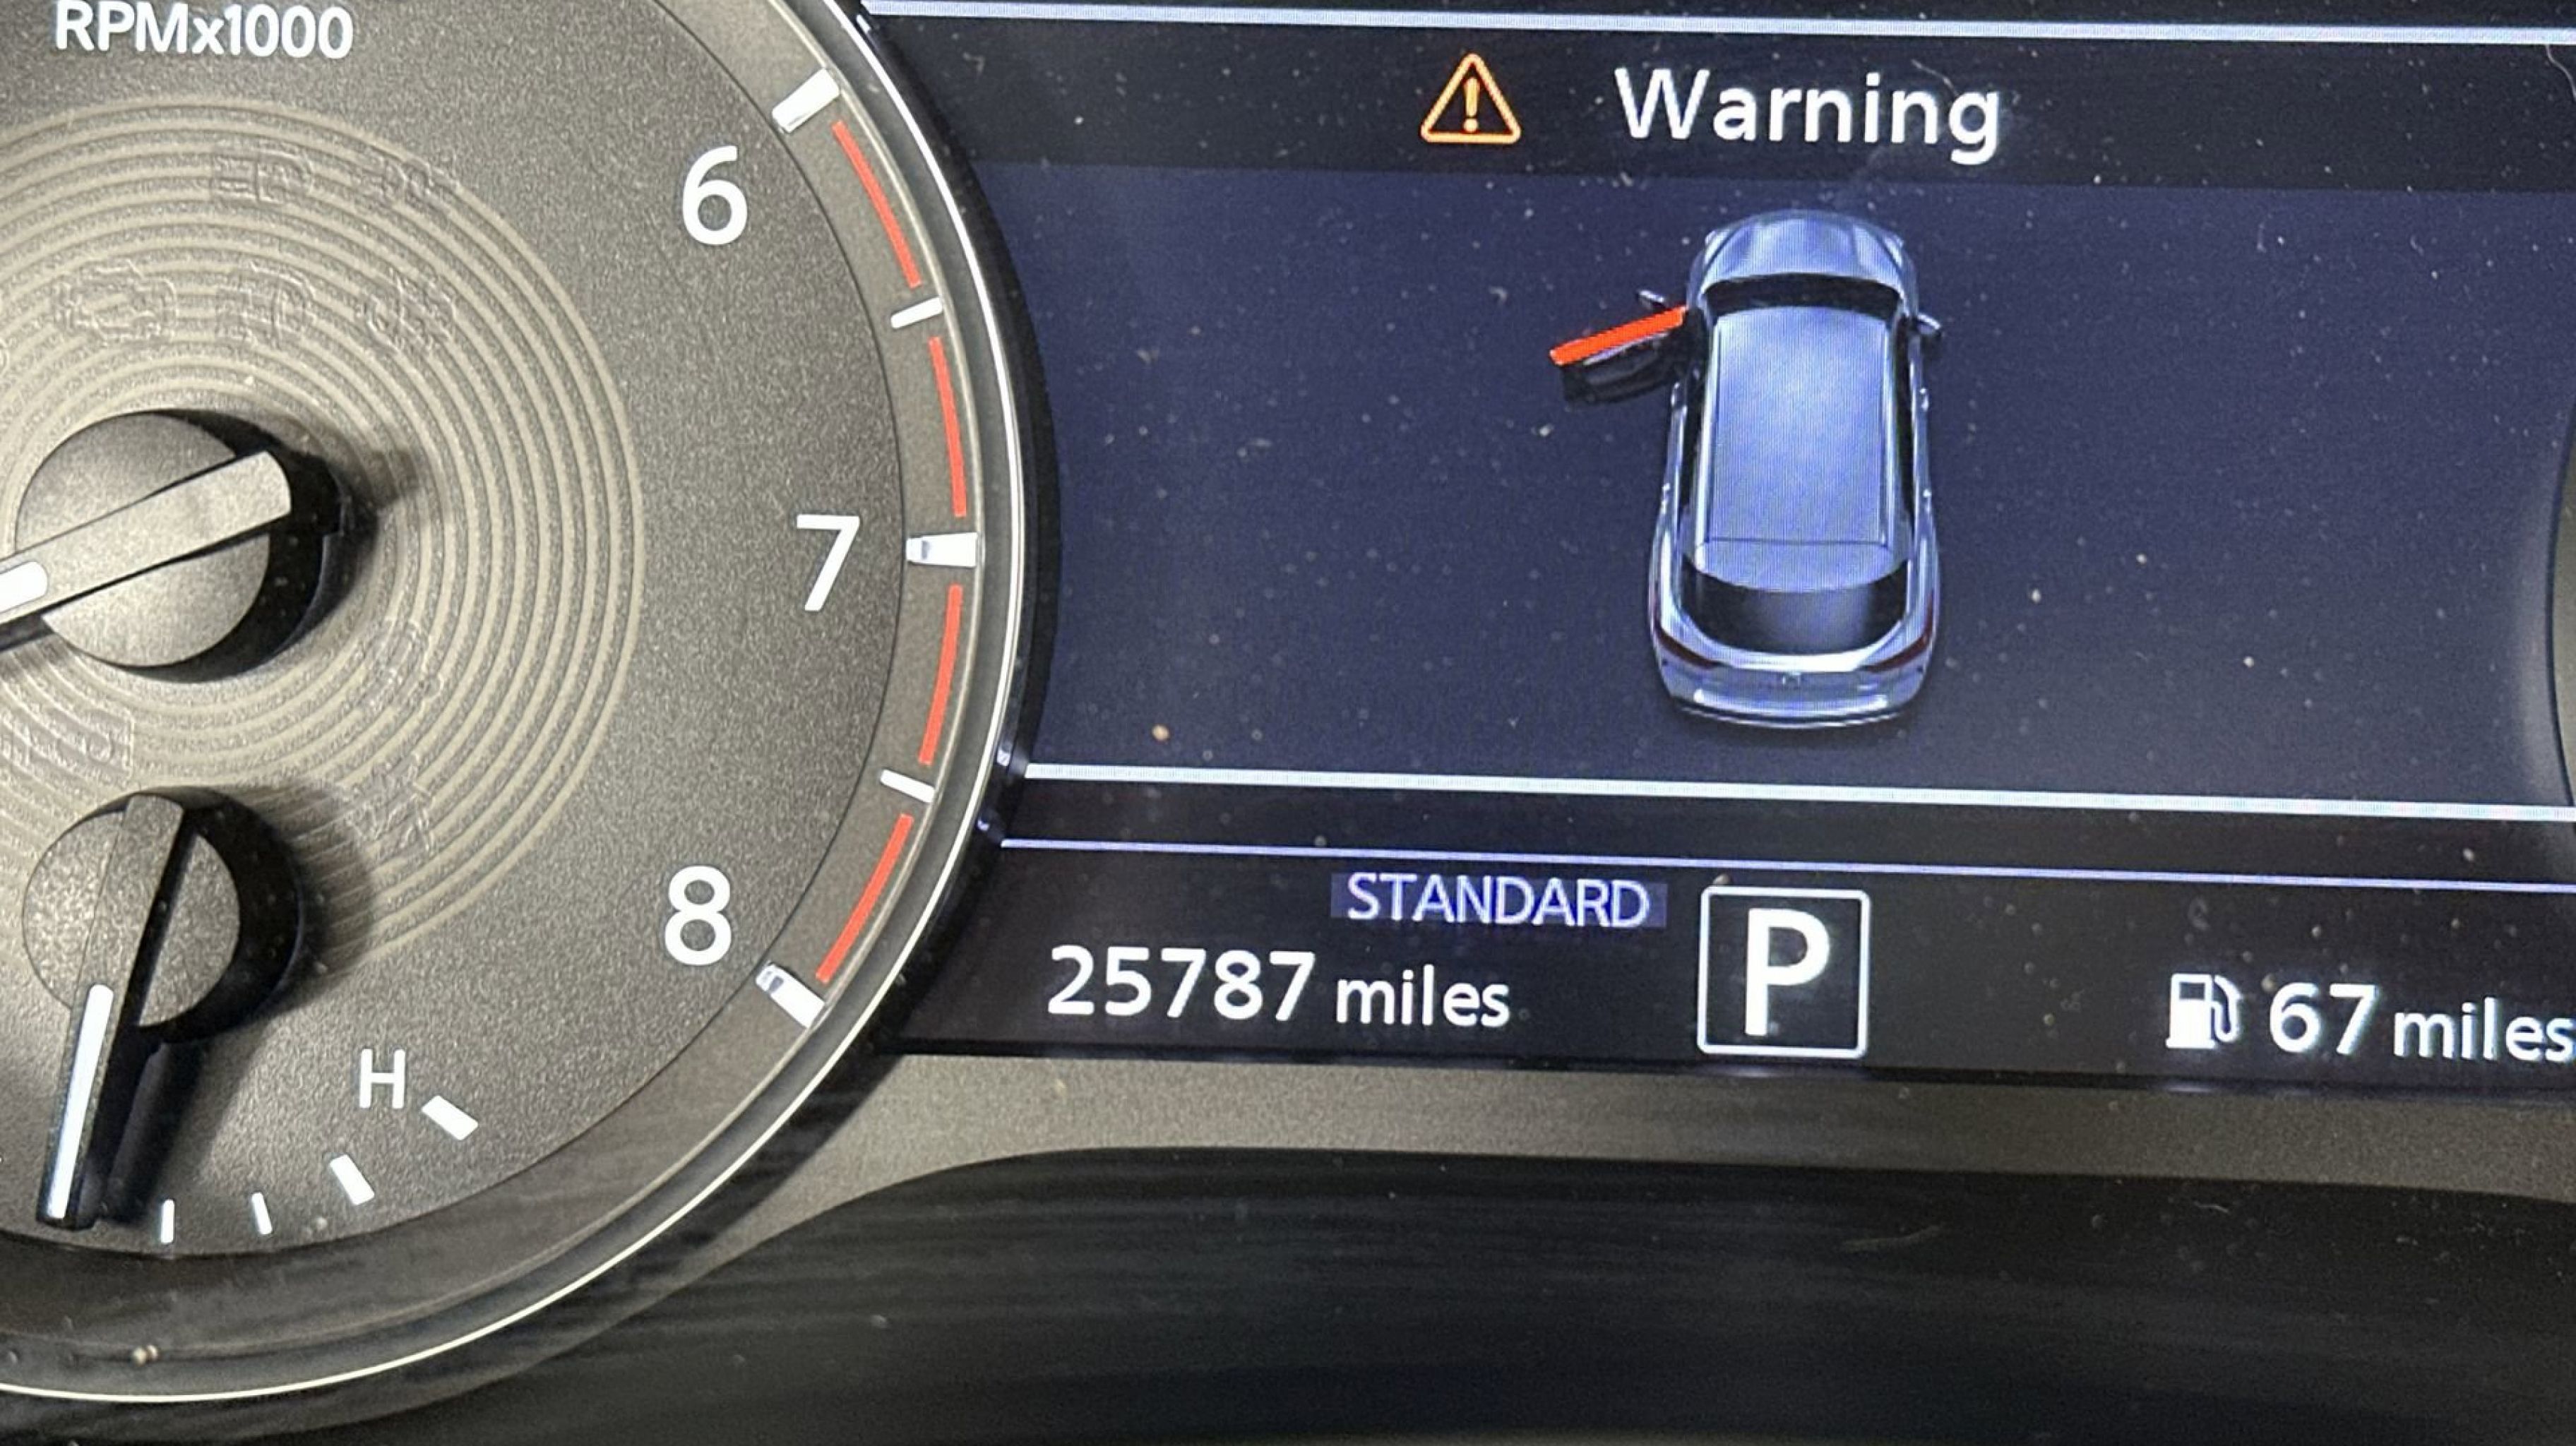 RPMx1000
6
7
8
H
Warning
STANDARD
25787 miles
P
67 miles